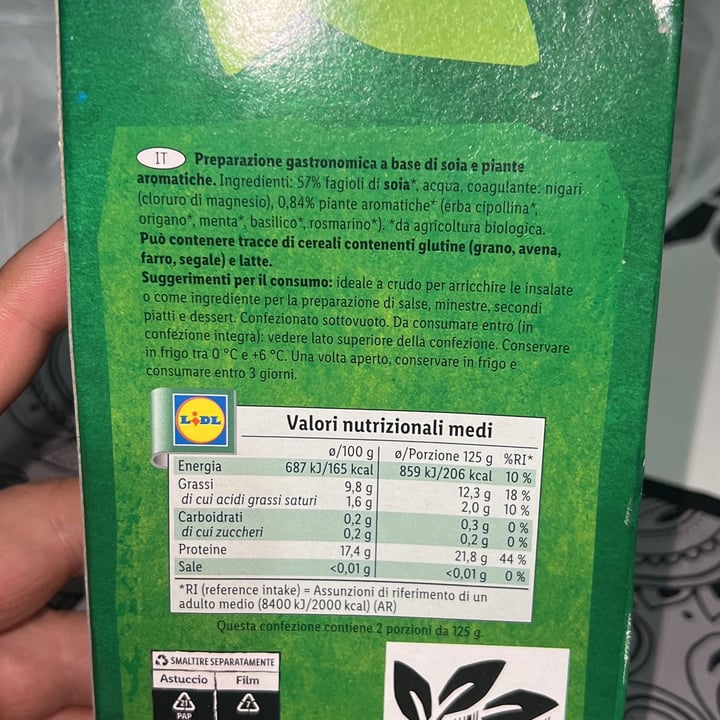 IT Preparazione gastronomica a base di soia e piante
aromatiche. Ingredienti: 57% fagioli di soia*, acqua, coagulante: nigari
(cloruro di magnesio), 0,84% piante aromatiche* (erba cipollina*,
origano*, menta*, basilico*, rosmarino*). *da agricoltura biologica.
Può contenere tracce di cereali contenenti glutine (grano, avena,
farro, segale) e latte.
Suggerimenti per il consumo: ideale a crudo per arricchire le insalate
o come ingrediente per la preparazione di salse, minestre, secondi
piatti e dessert. Confezionato sottovuoto. Da consumare entro (in
confezione integra): vedere lato superiore della confezione. Conservare
in frigo tra 0 °C e +6 °C. Una volta aperto, conservare in frigo e
consumare entro 3 giorni.
LIDL
Valori nutrizionali medi
ø/100 g ø/Porzione 125 g %RI*
Energia 687 kJ/165 kcal 859 kJ/206 kcal 10 %
Grassi 9,8 g 12,3 g 18 %
di cui acidi grassi saturi 1,6 g 2,0 g 10 %
Carboidrati 0,2 g 0,3 g 0 %
di cui zuccheri 0,2 g 0,2 g 0 %
Proteine 17,4 g 21,8 g 44 %
Sale <0,01 g <0,01 g 0 %
*RI (reference intake) = Assunzioni di riferimento di un
adulto medio (8400 kJ/2000 kcal) (AR)
Questa confezione contiene 2 porzioni da 125 g.
SMALTIRE SEPARATAMENTE
Astuccio Film
21 7
PAP